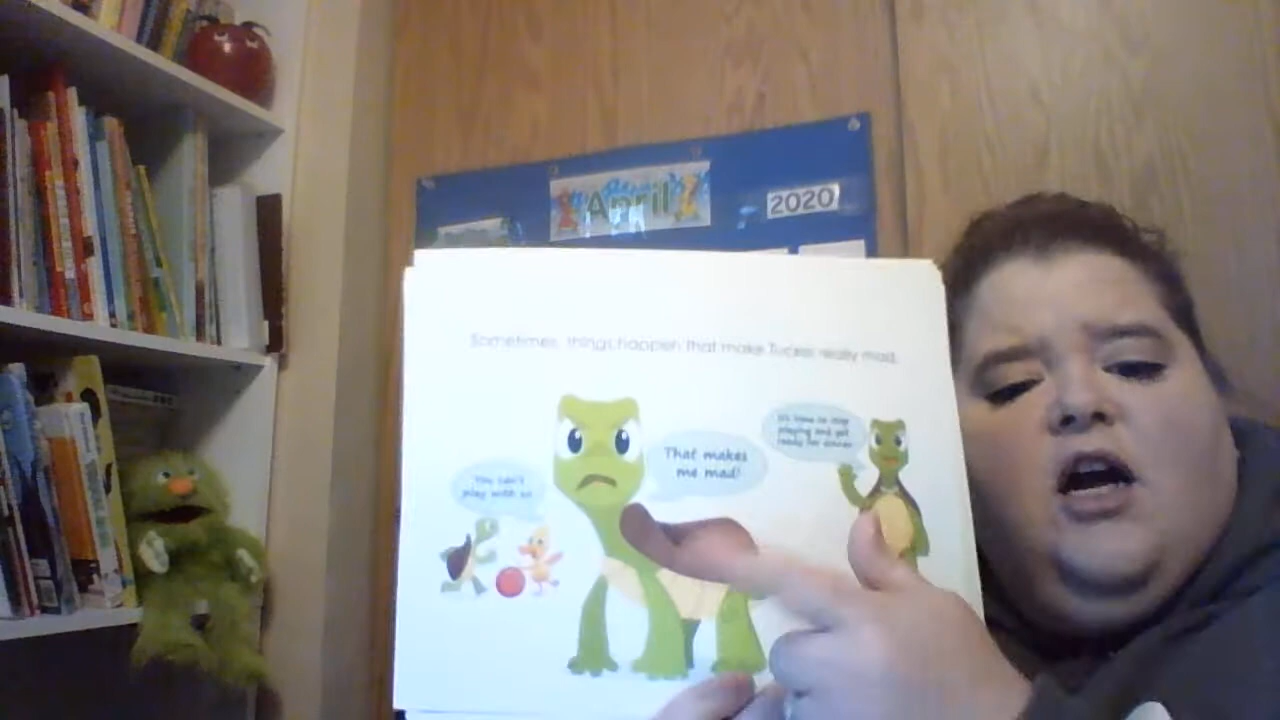 April
2020
Sometimes, things happen that make Tucker really mad.
That makes
me mad!
It's time to stop
playing and get
ready for dinner.
You can't
play with us.